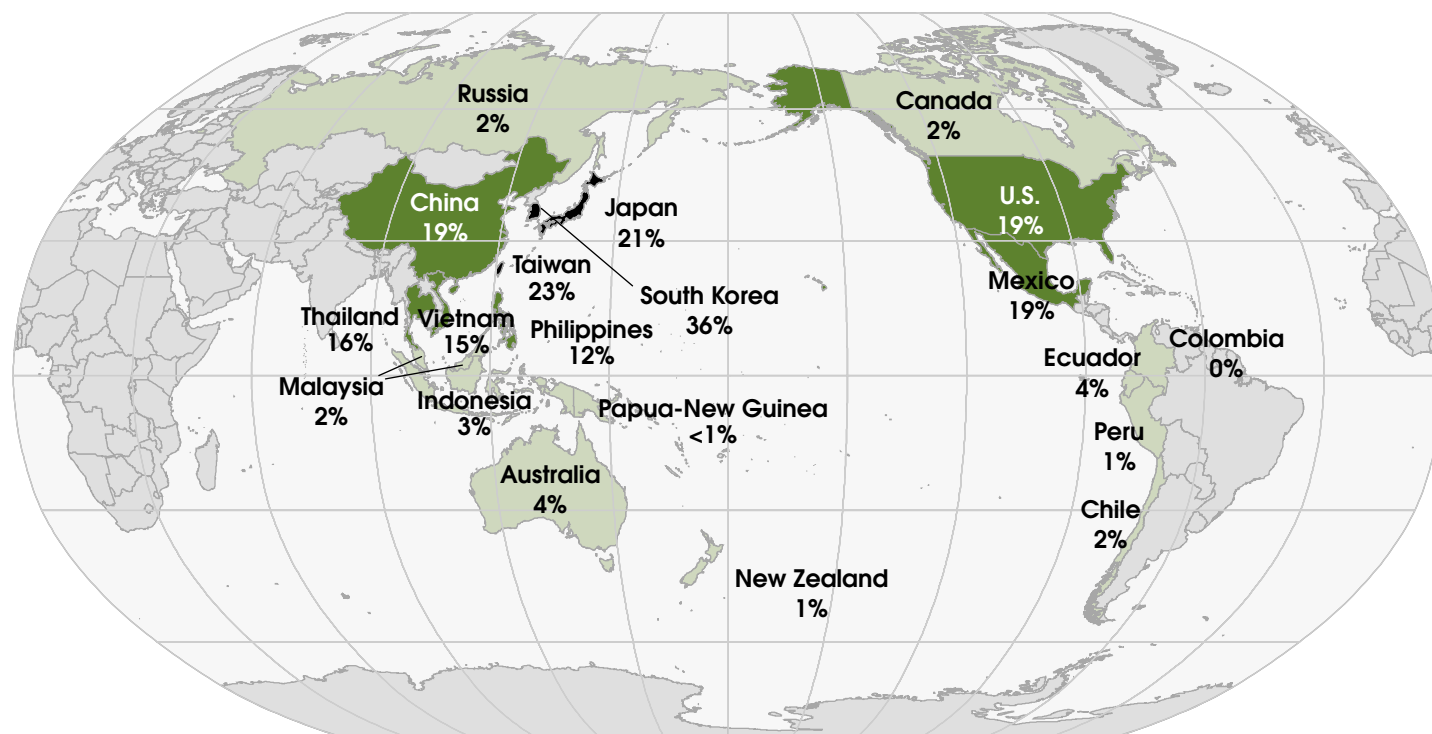 Russia
2%
Canada
2%
China
19%
U.S.
19%
Japan
21%
Taiwan
23%
South Korea
36%
Mexico
19%
Thailand
16%
Vietnam
15%
Philippines
12%
Colombia
0%
Ecuador
4%
Malaysia
2%
Indonesia
3%
Papua-New Guinea
<1%
Peru
1%
Australia
4%
Chile
2%
New Zealand
1%